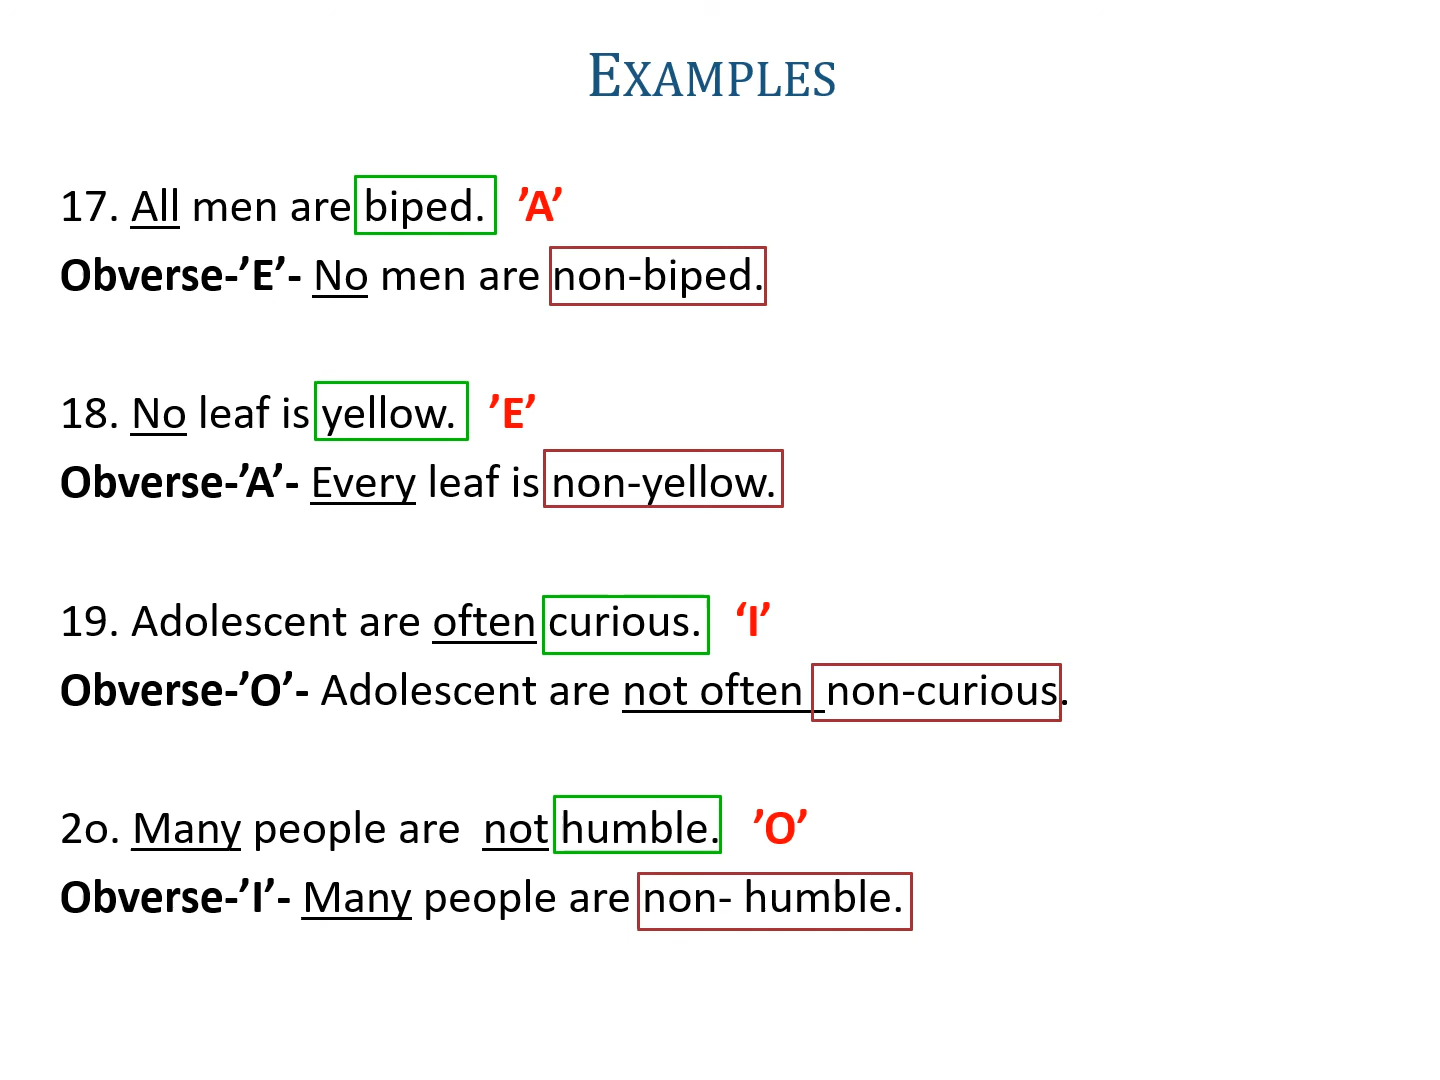 EXAMPLES
17. All men are biped. ’A’
Obverse-’E’- No men are non-biped.
18. No leaf is yellow. ’E’
Obverse-’A’- Every leaf is non-yellow.
19. Adolescent are often curious. ‘I’
Obverse-’O’- Adolescent are not often non-curious.
2o. Many people are not humble. ’O’
Obverse-’I’- Many people are non- humble.